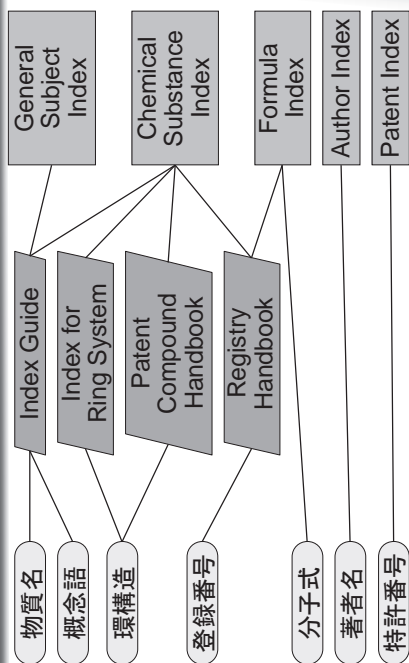 物質名
概念語
環構造
登録番号
分子式
著者名
特許番号
Index Guide
Index for
Ring System
Patent
Compound
Handbook
Registry
Handbook
General
Subject
Index
Chemical
Substance
Index
Formula
Index
Author Index
Patent Index